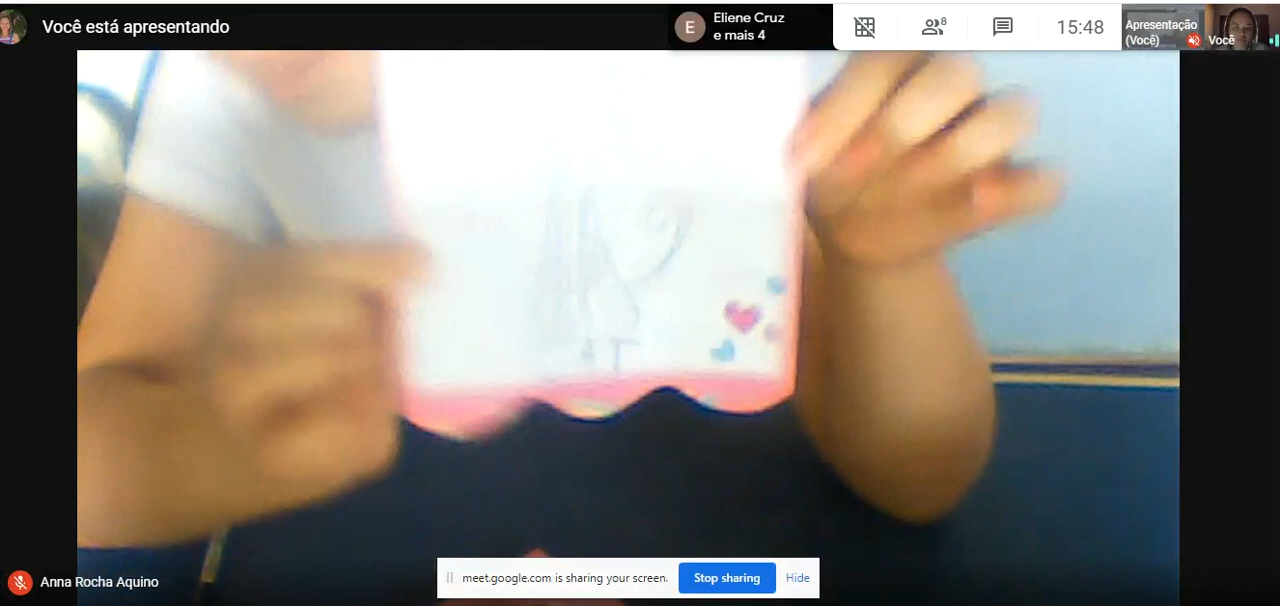 Você está apresentando
E
Eliene Cruz
e mais 4
8
15:48
Apresentação
(Você)
Você
Anna Rocha Aquino
meet.google.com is sharing your screen.
Stop sharing
Hide